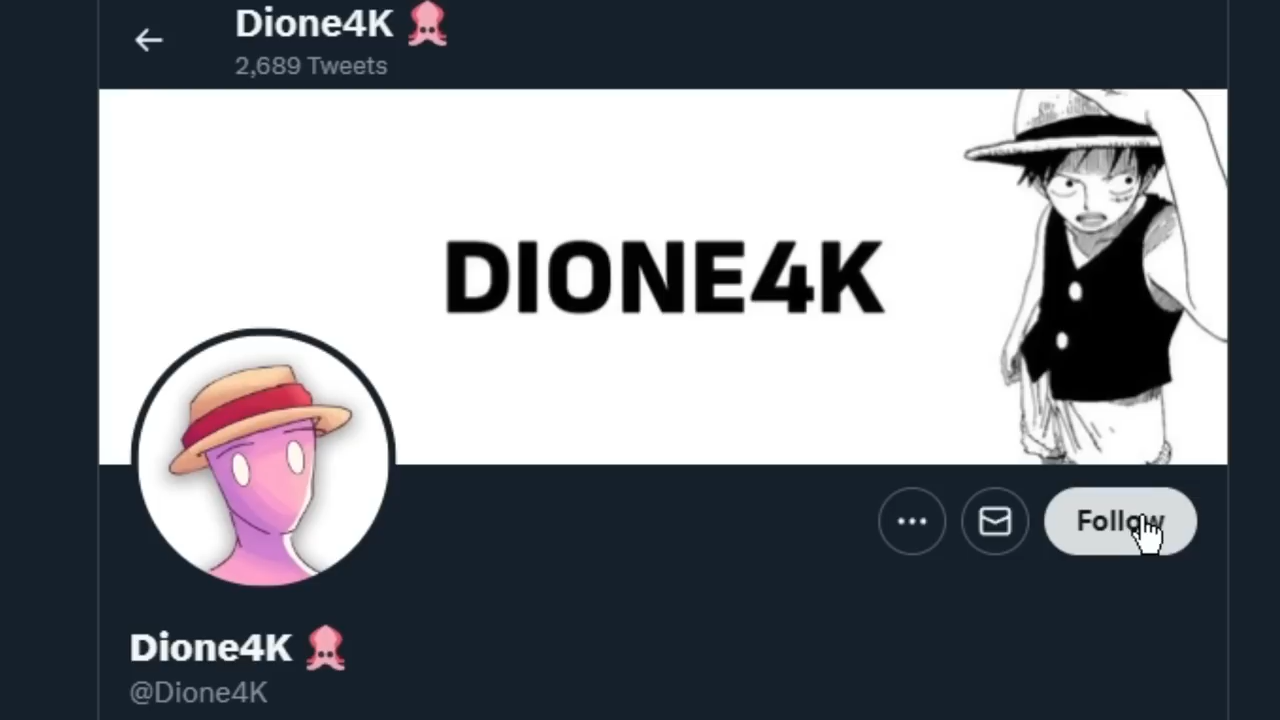 Dione4K 🦑
2,689 Tweets
DIONE4K
Follow
Dione4K 🦑
@Dione4K